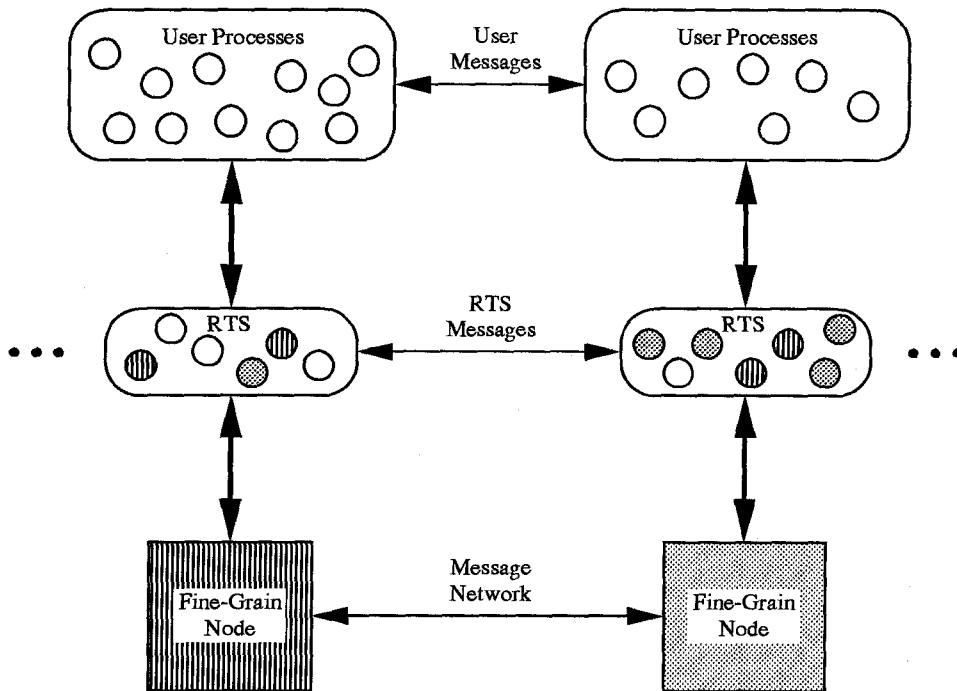 User Processes
User
Messages
User Processes
RTS
RTS
Messages
RTS
Fine-Grain
Node
Message
Network
Fine-Grain
Node